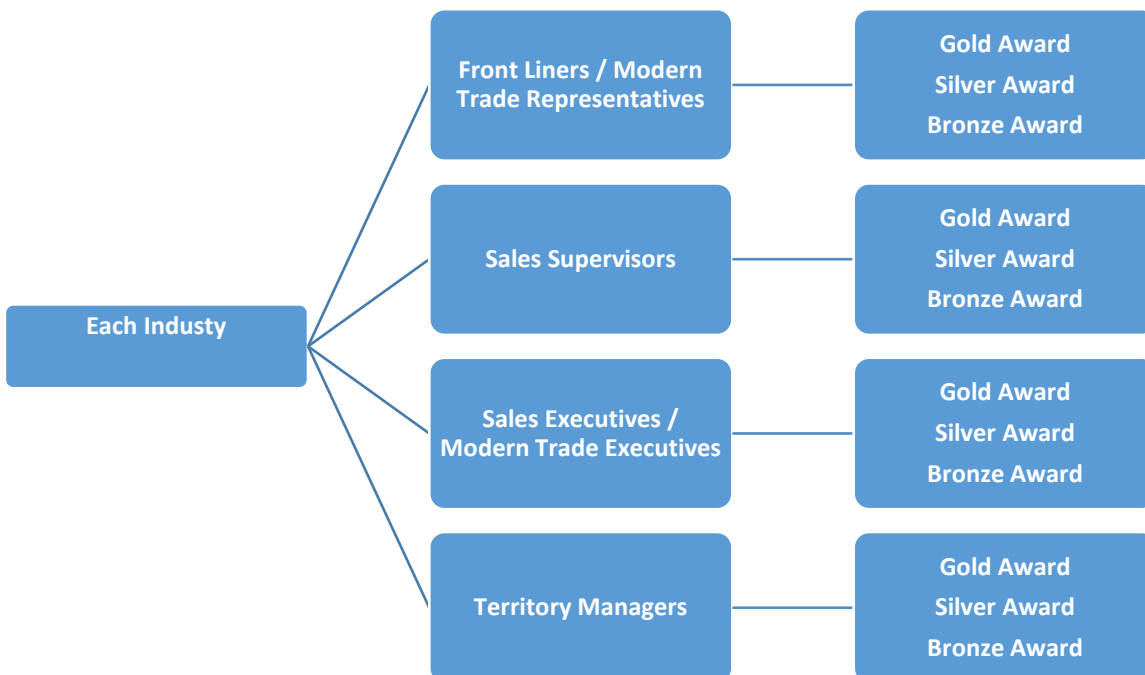 Each Industy
Front Liners / Modern
Trade Representatives
Gold Award
Silver Award
Bronze Award
Sales Supervisors
Gold Award
Silver Award
Bronze Award
Sales Executives /
Modern Trade Executives
Gold Award
Silver Award
Bronze Award
Territory Managers
Gold Award
Silver Award
Bronze Award